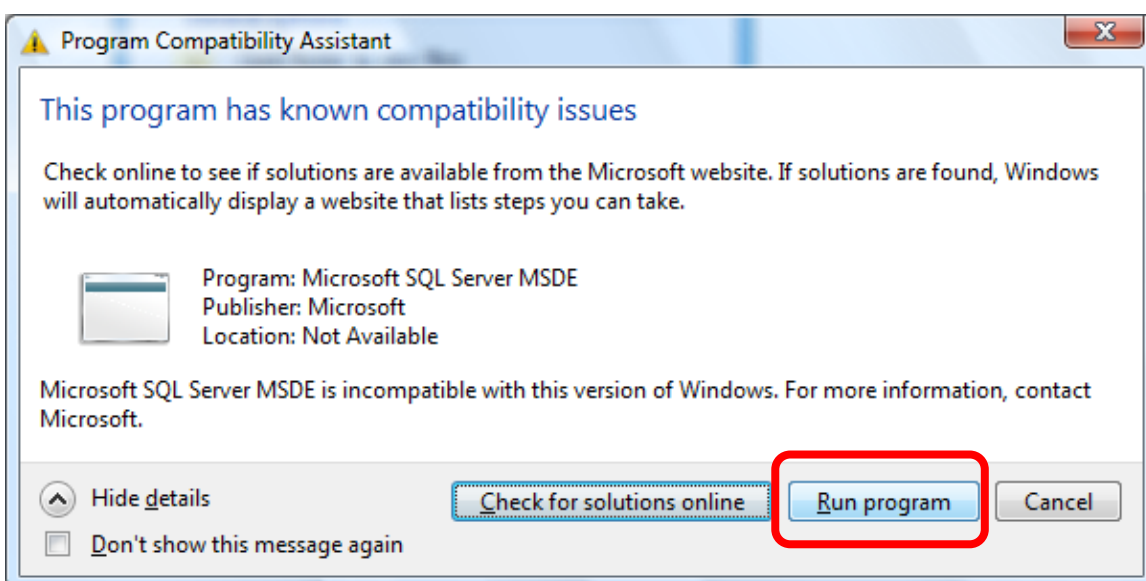 Program Compatibility Assistant
This program has known compatibility issues
Check online to see if solutions are available from the Microsoft website. If solutions are found, Windows
will automatically display a website that lists steps you can take.
Program: Microsoft SQL Server MSDE
Publisher: Microsoft
Location: Not Available
Microsoft SQL Server MSDE is incompatible with this version of Windows. For more information, contact
Microsoft.
Hide details
Check for solutions online
Run program
Cancel
Don't show this message again